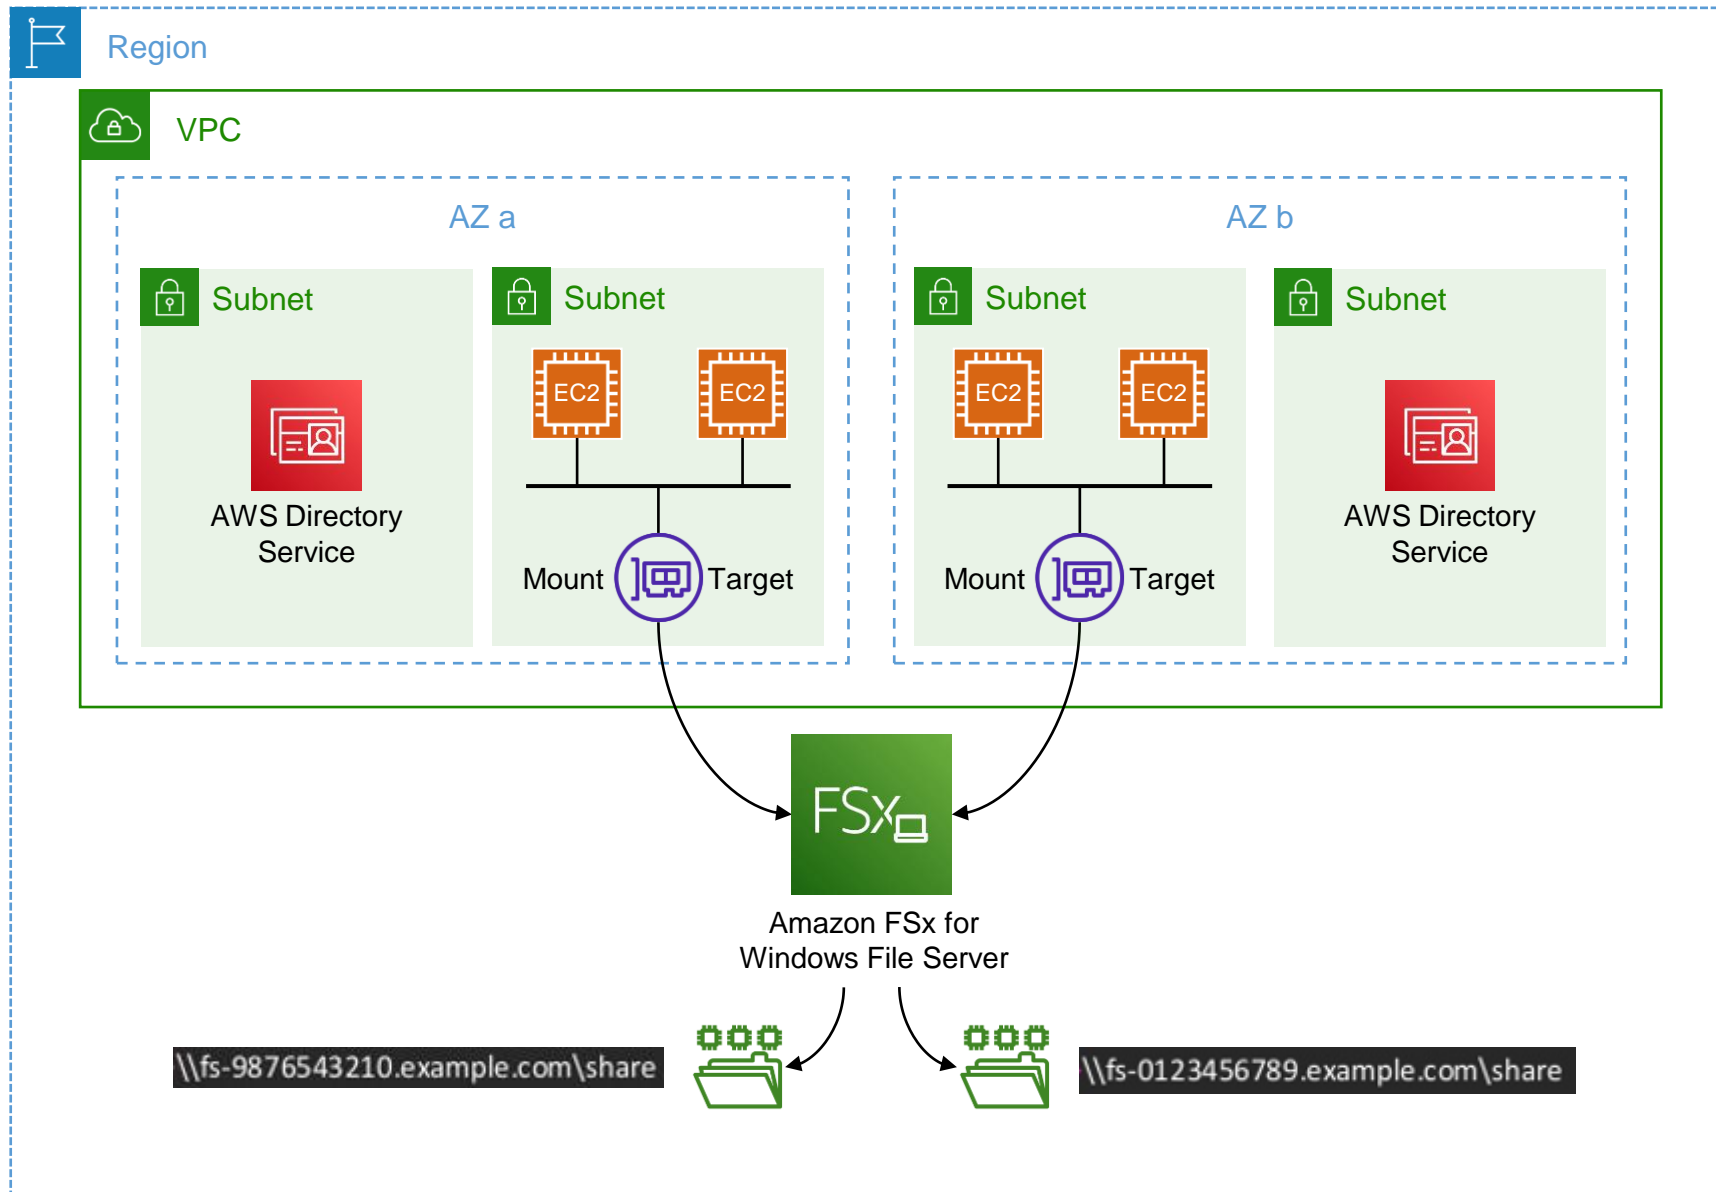 Region
VPC
AZ a
AZ b
Subnet
Subnet
Subnet
Subnet
EC2
EC2
EC2
EC2
AWS Directory
Service
AWS Directory
Service
Mount Target
Mount Target
FSx
Amazon FSx for
Windows File Server
\\fs-9876543210.example.com\share
\\fs-0123456789.example.com\share